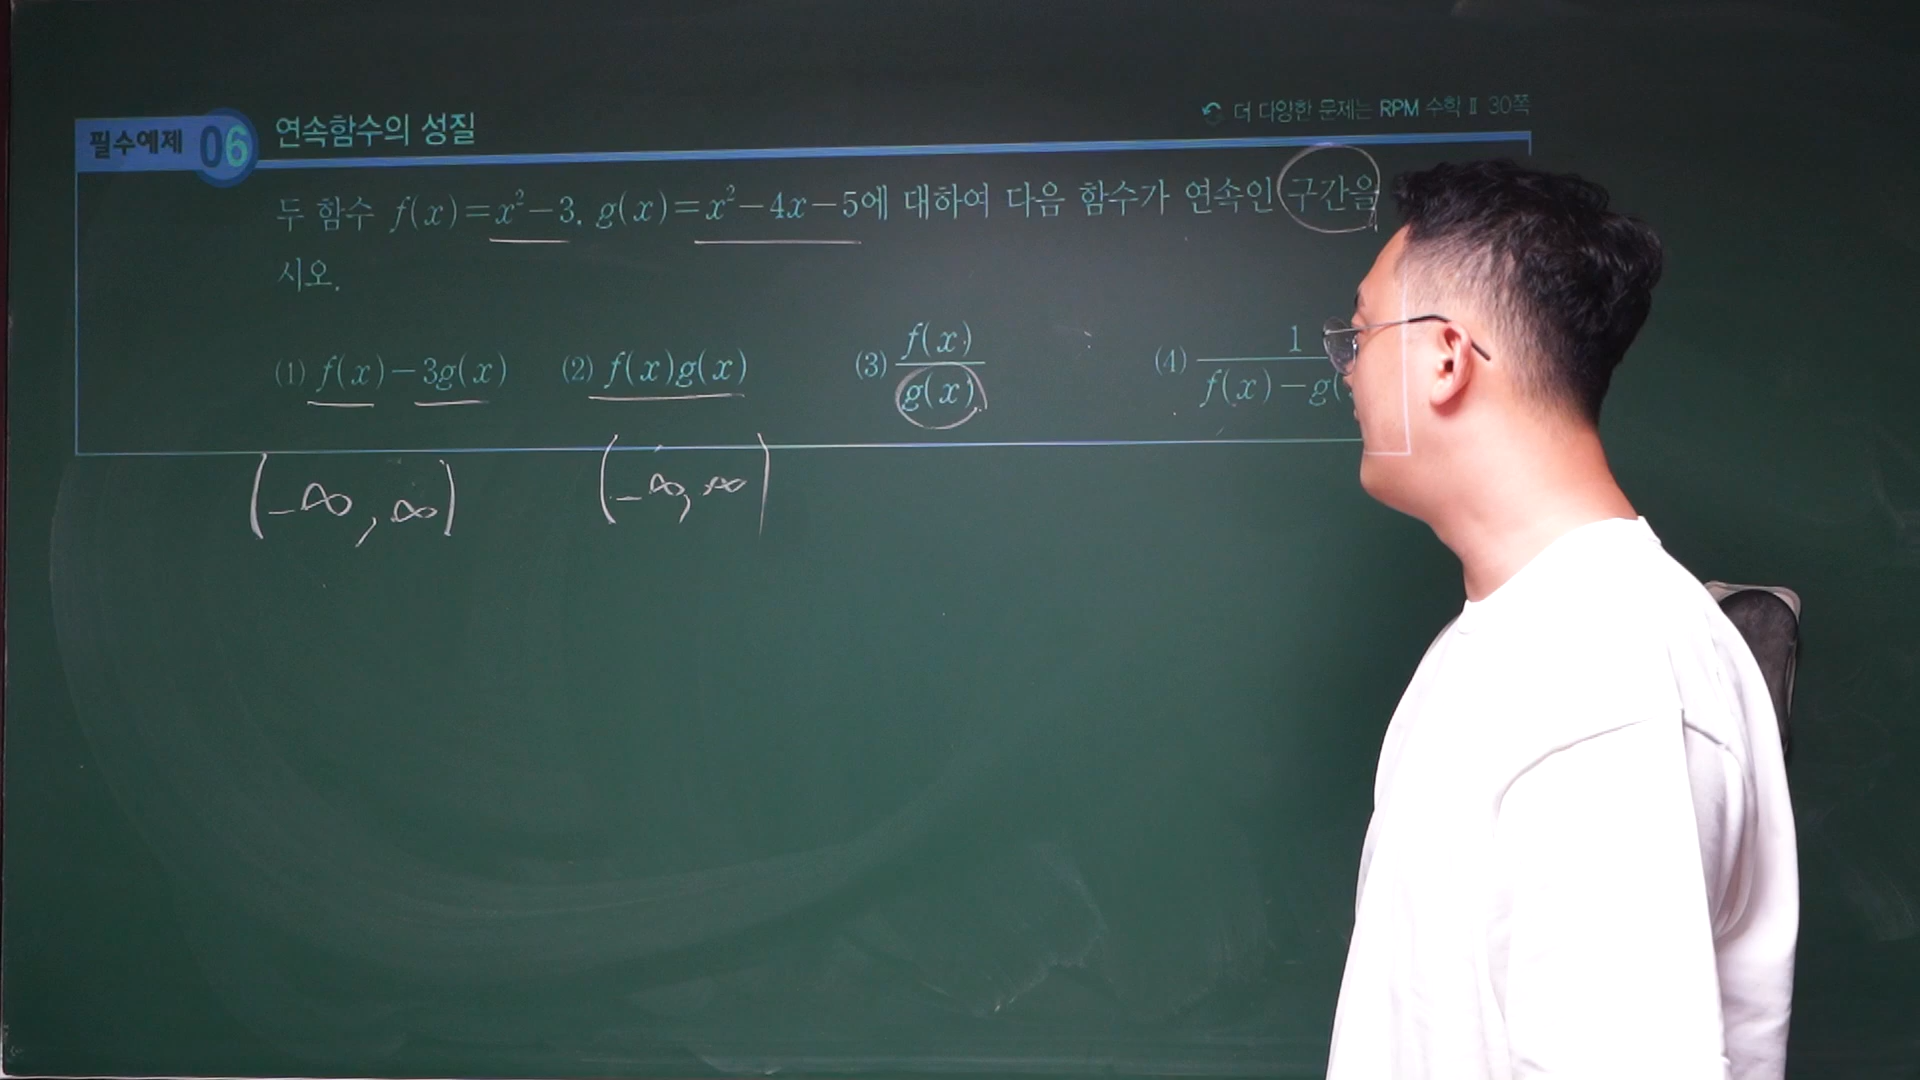 더 다양한 문제는 RPM 수학 Ⅱ 30쪽
필수예제 06 연속함수의 성질
두 함수 f(x)=x²-3, g(x)=x²-4x-5에 대하여 다음 함수가 연속인 구간을
시오.
(1) f(x)-3g(x) (2) f(x)g(x) (3) f(x)/g(x) (4) 1/f(x)-g(
(-∞, ∞) (-∞, ∞)